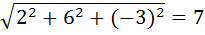 √(2² + 6² + (−3)²) = 7